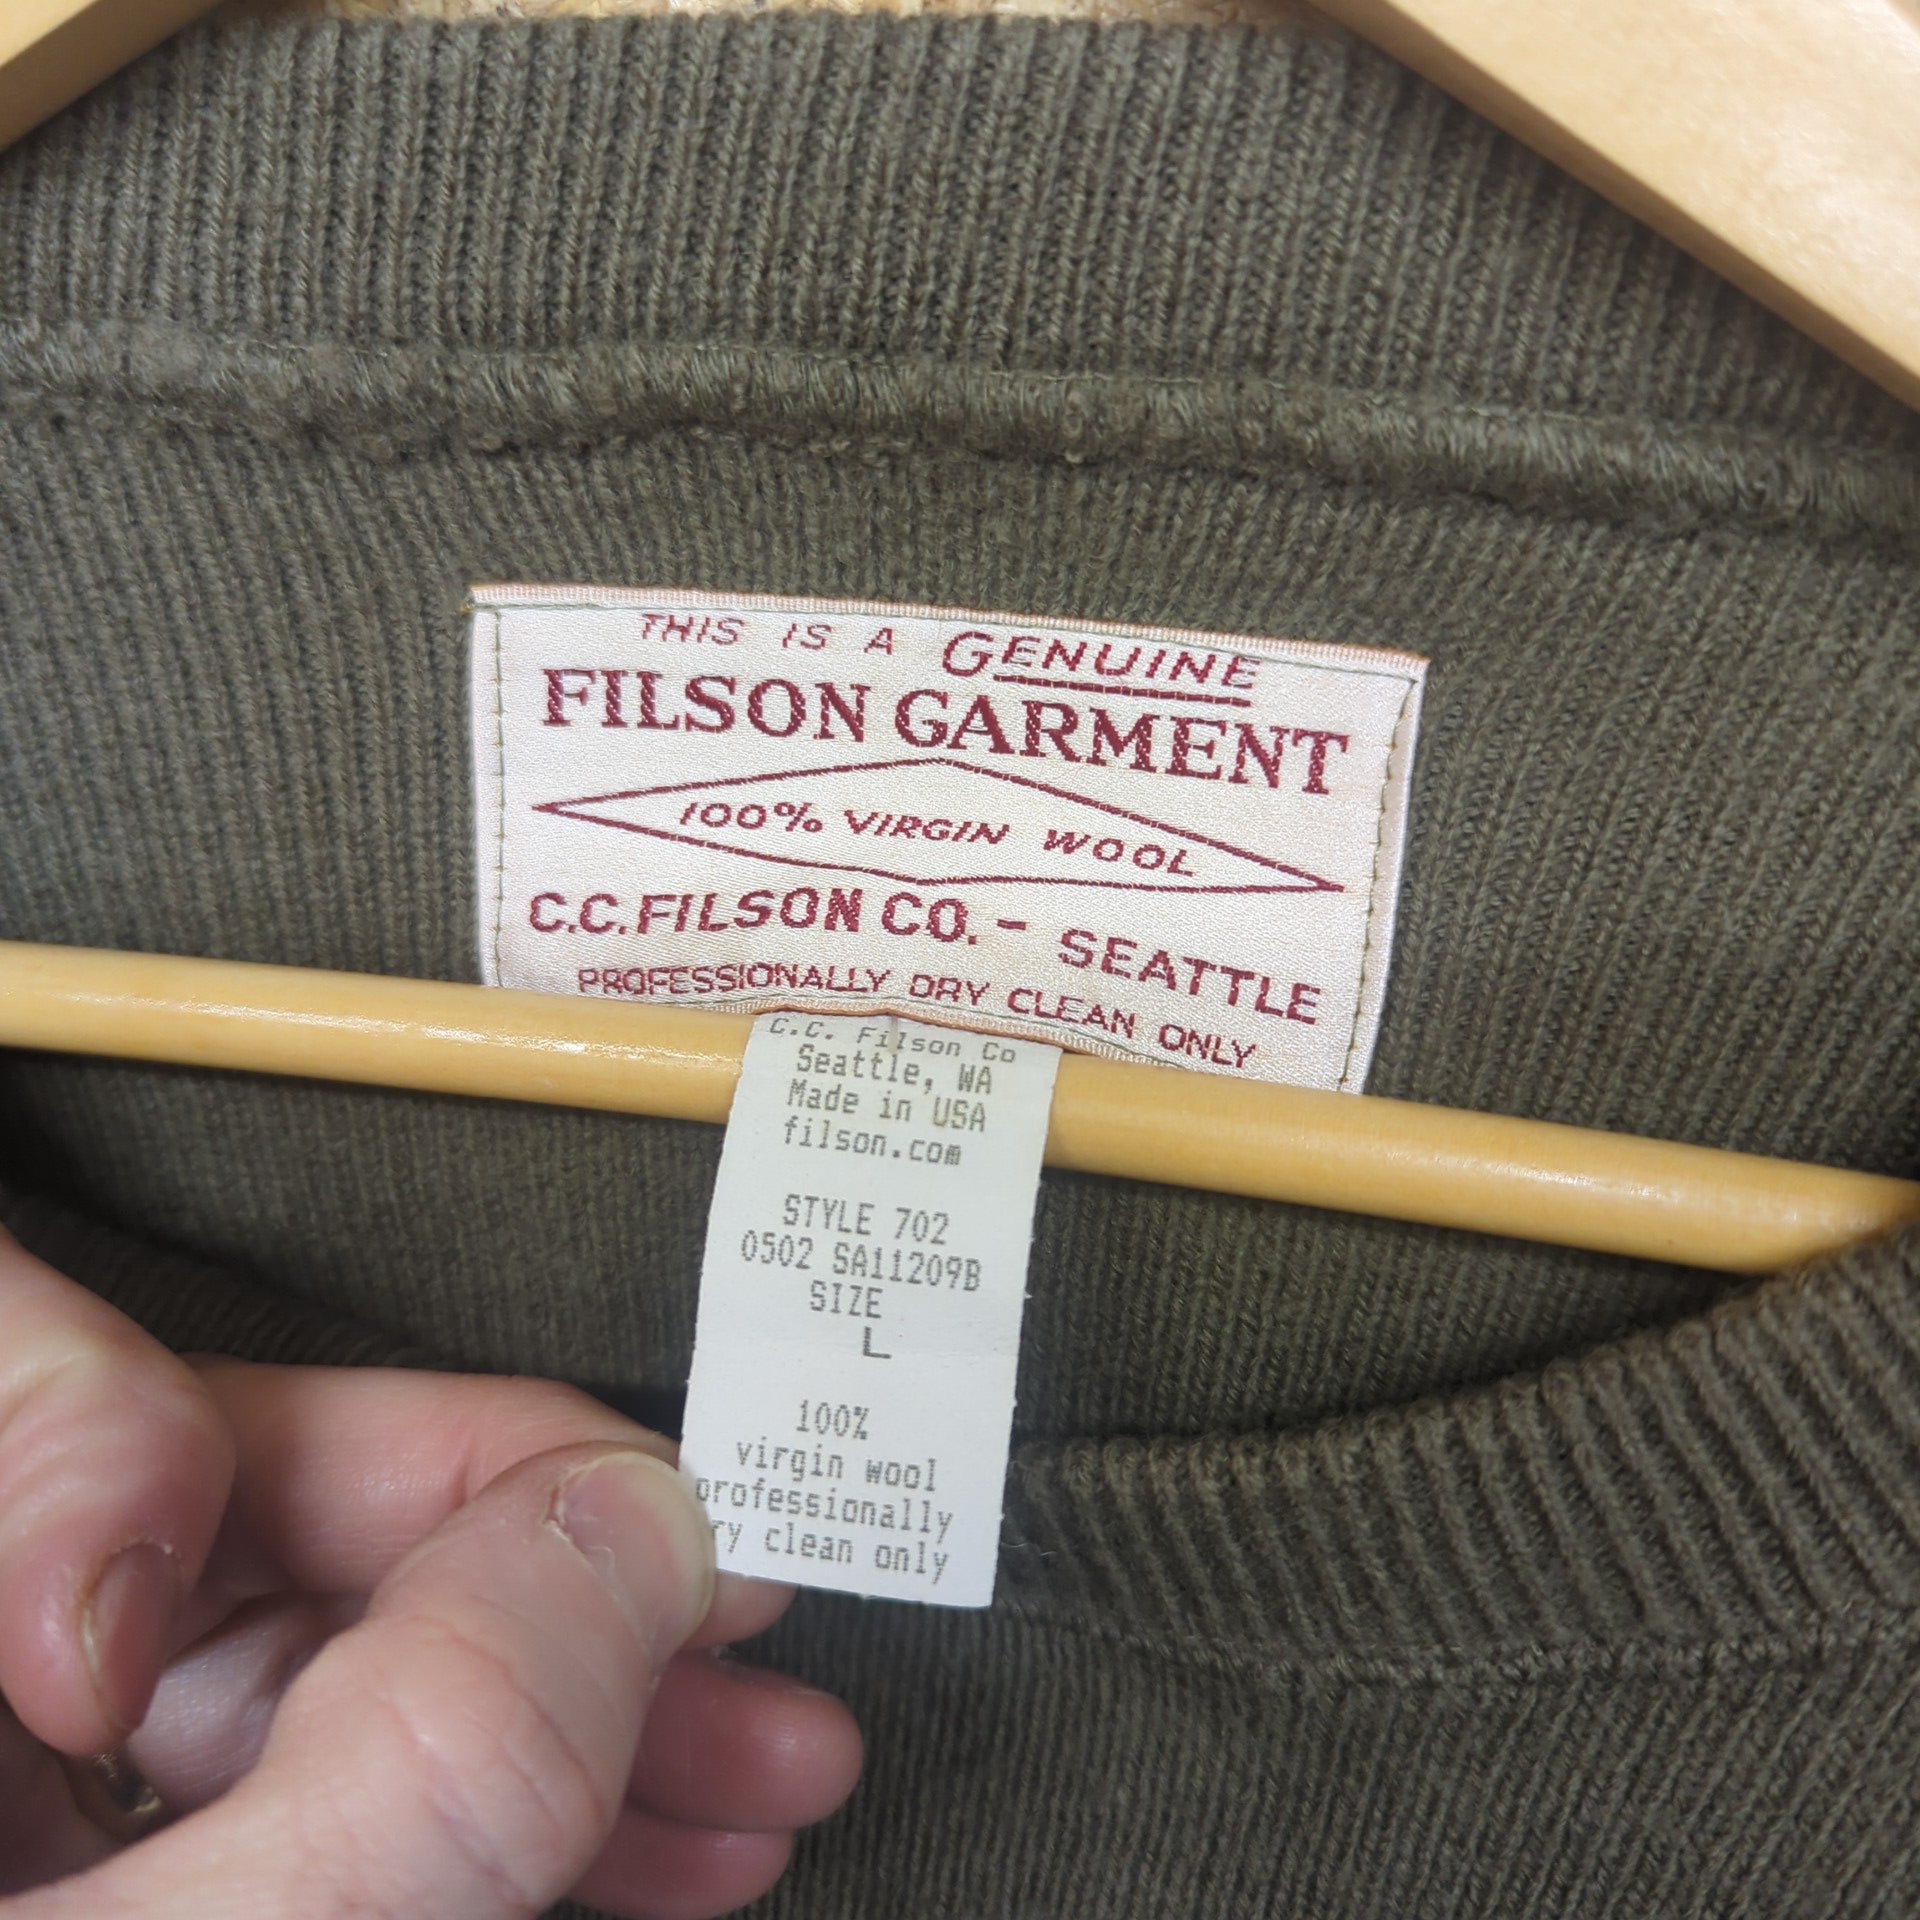 THIS IS A GENUINE
FILSON GARMENT
100% VIRGIN WOOL
C.C. FILSON CO. - SEATTLE
PROFESSIONALLY DRY CLEAN ONLY
C.C. Filson Co
Seattle, WA
Made in USA
filson.com
STYLE 702
0502 SA11209B
SIZE
L
100%
virgin wool
professionally
ry clean only